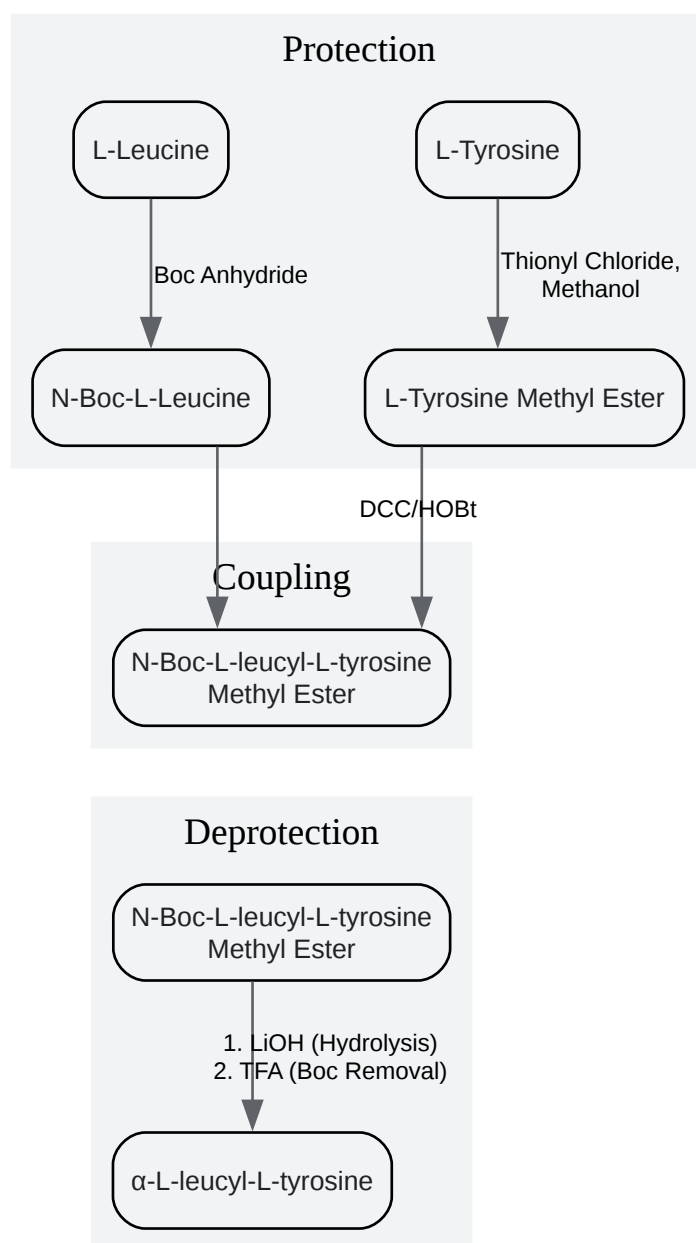 Protection
L-Leucine
L-Tyrosine
Boc Anhydride
Thionyl Chloride,
Methanol
N-Boc-L-Leucine
L-Tyrosine Methyl Ester
DCC/HOBt
Coupling
N-Boc-L-leucyl-L-tyrosine
Methyl Ester
Deprotection
N-Boc-L-leucyl-L-tyrosine
Methyl Ester
1. LiOH (Hydrolysis)
2. TFA (Boc Removal)
α-L-leucyl-L-tyrosine